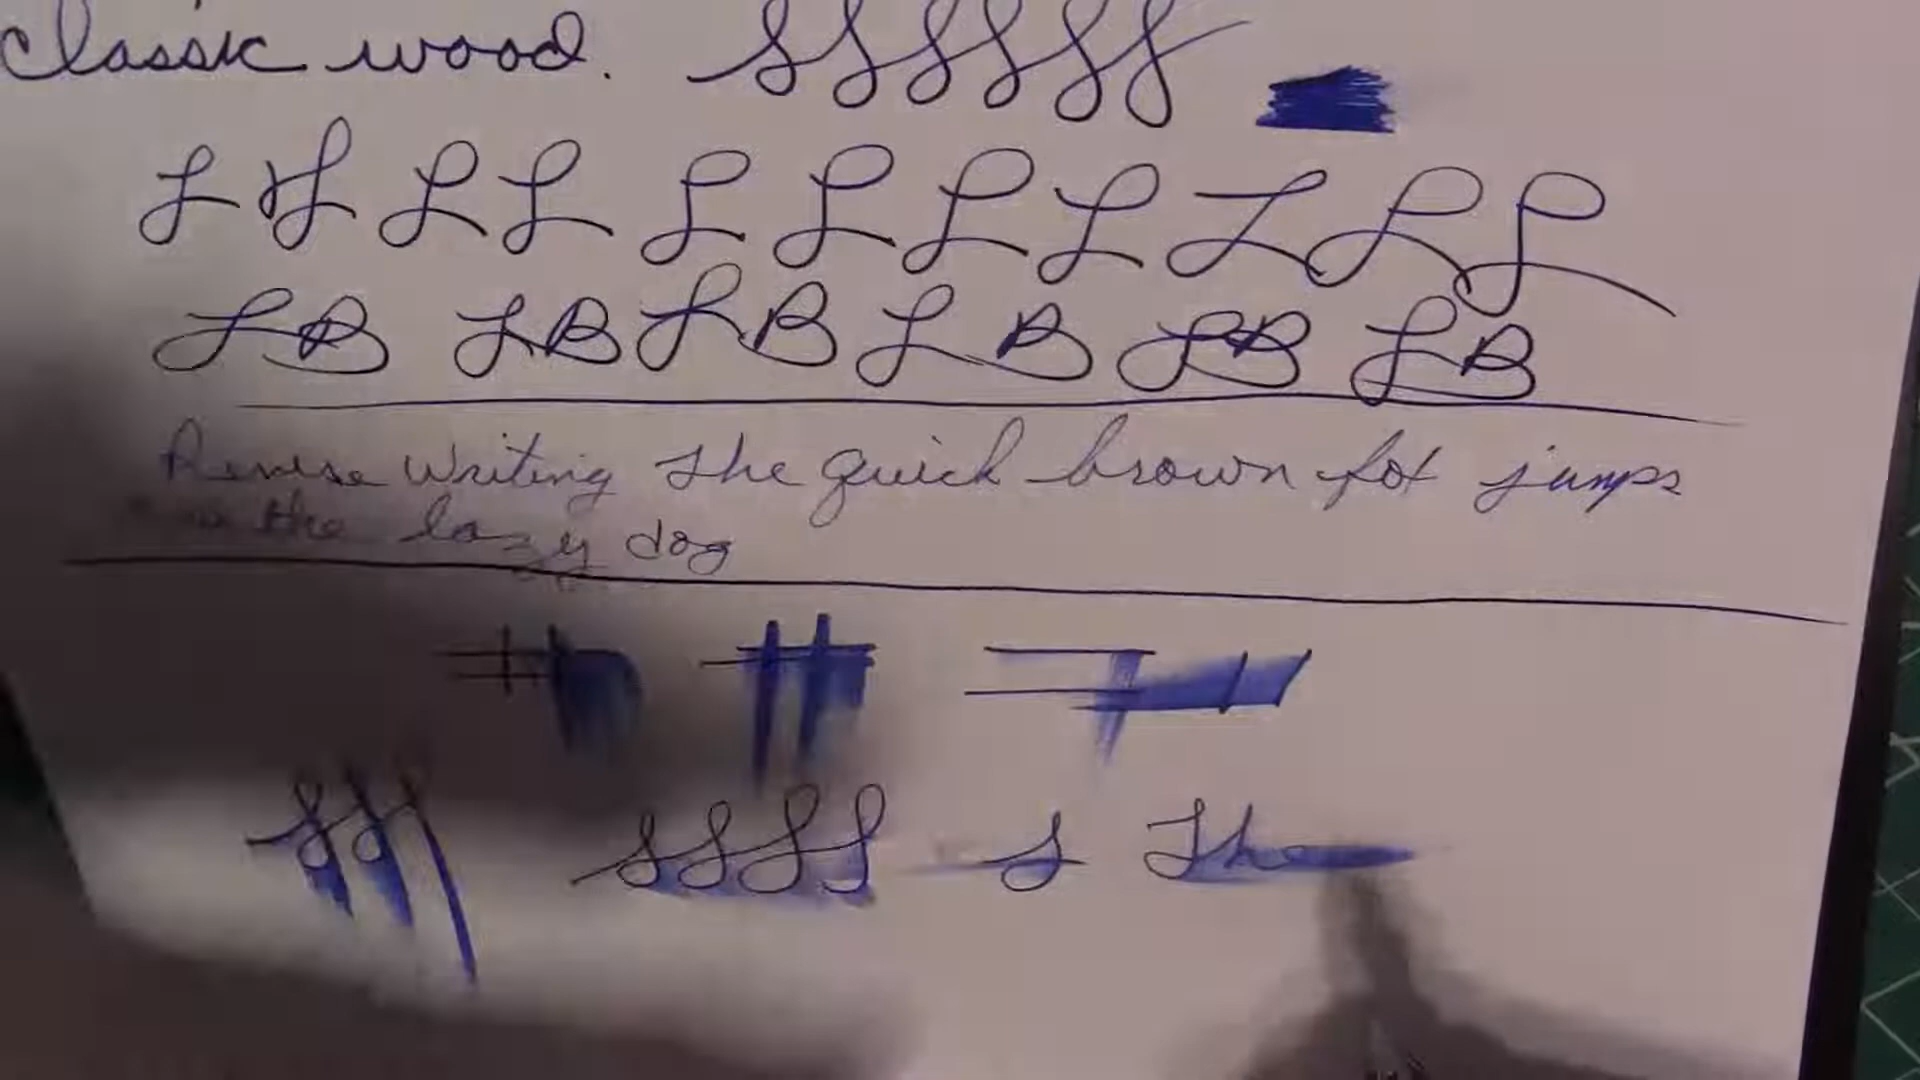 classic wood. SSSSSS
L H L L L L L L L L L
LB LB LB LB LB LB
Writing The quick brown fox jumps
the lazy dog
SSSS S The